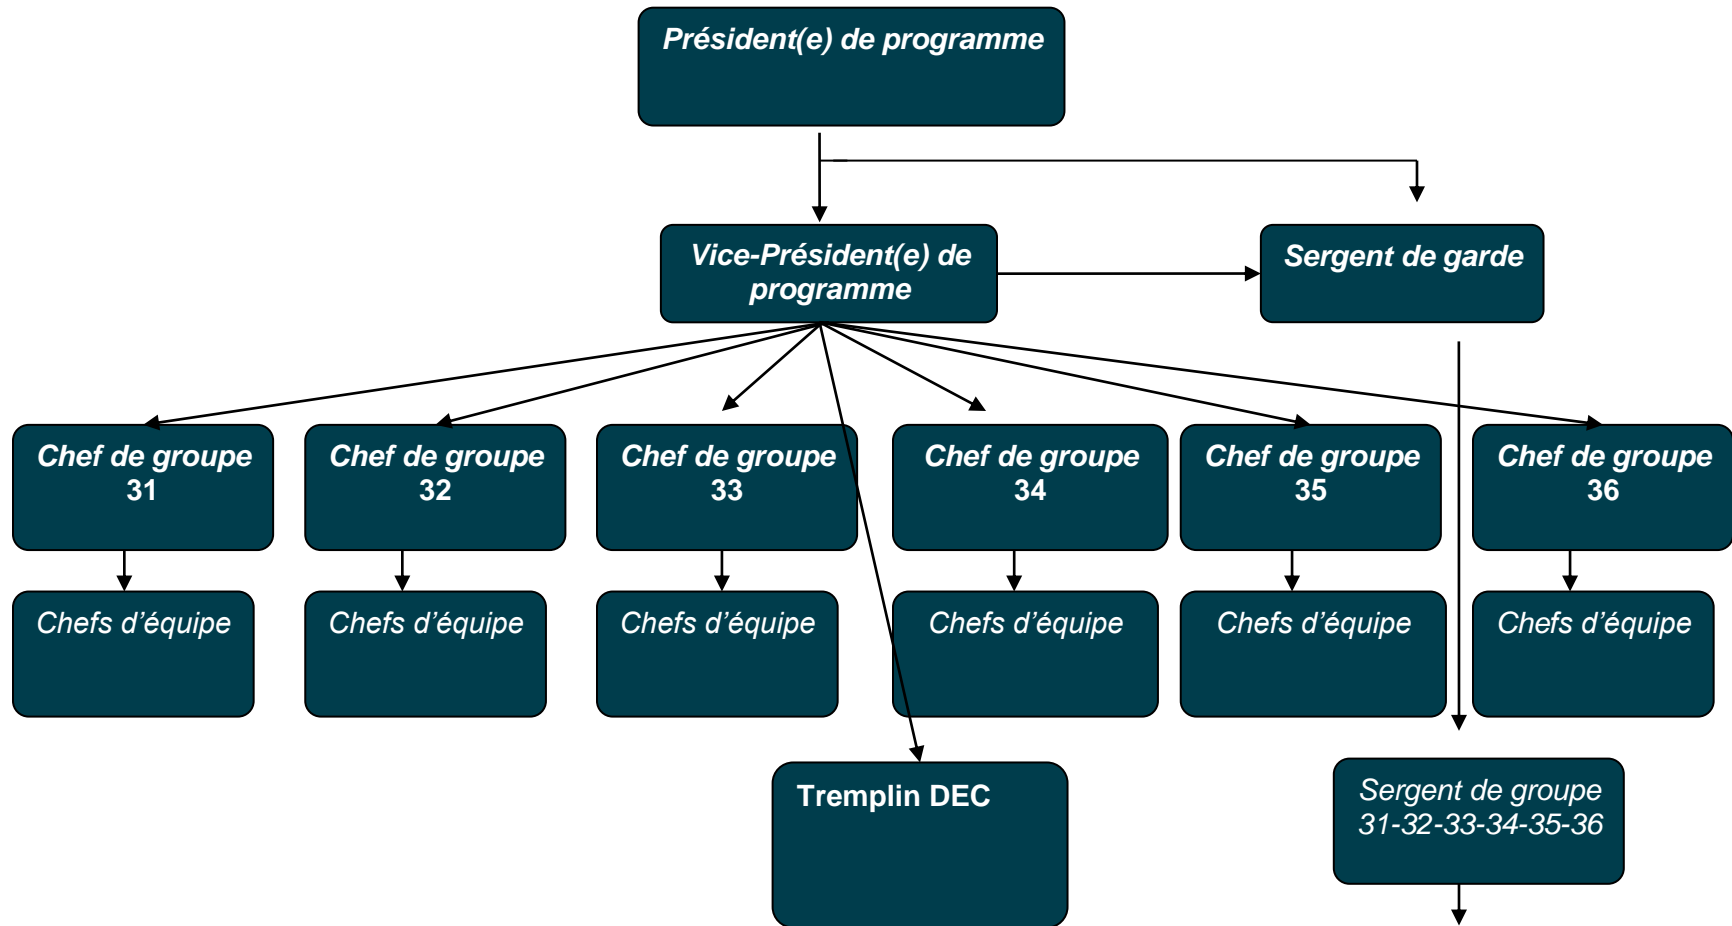 Président(e) de programme
Vice-Président(e) de
programme
Sergent de garde
Chef de groupe
31
Chef de groupe
32
Chef de groupe
33
Chef de groupe
34
Chef de groupe
35
Chef de groupe
36
Chefs d’équipe
Chefs d’équipe
Chefs d’équipe
Chefs d’équipe
Chefs d’équipe
Chefs d’équipe
Tremplin DEC
Sergent de groupe
31-32-33-34-35-36